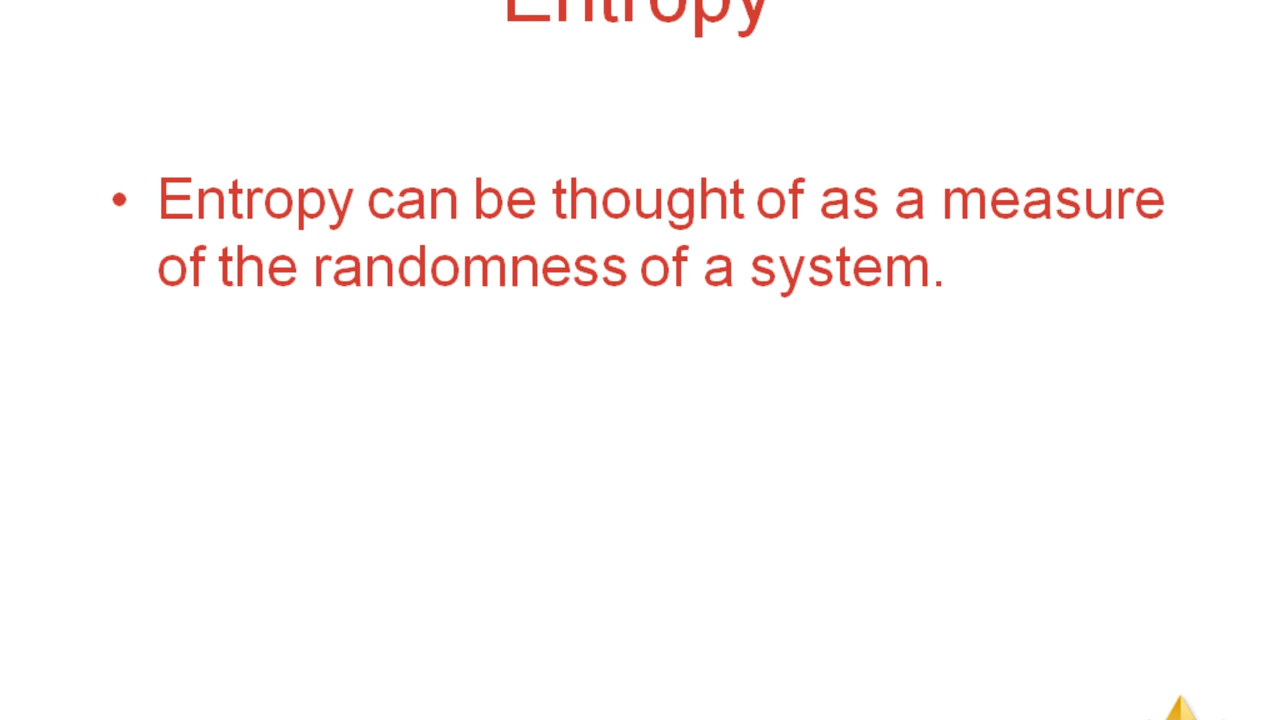 Entropy
• Entropy can be thought of as a measure
of the randomness of a system.